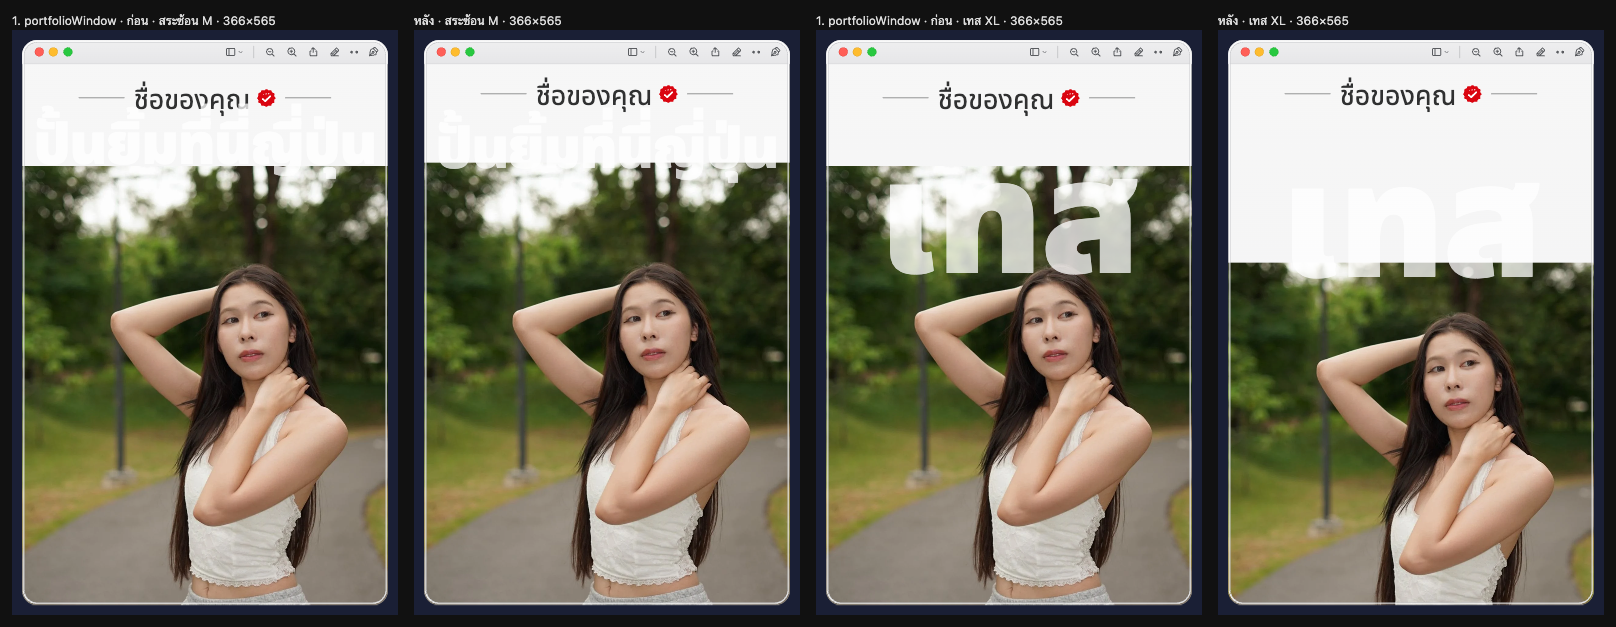 1. portfolioWindow · ก่อน · สระซ้อน M · 366×565
ชื่อของคุณ
ปั้นยิ้มที่นี่ญี่ปุ่น
หลัง · สระซ้อน M · 366×565
ชื่อของคุณ
ปั้นยิ้มที่นี่ญี่ปุ่น
1. portfolioWindow · ก่อน · เทส XL · 366×565
ชื่อของคุณ
เทส
หลัง · เทส XL · 366×565
ชื่อของคุณ
เทส